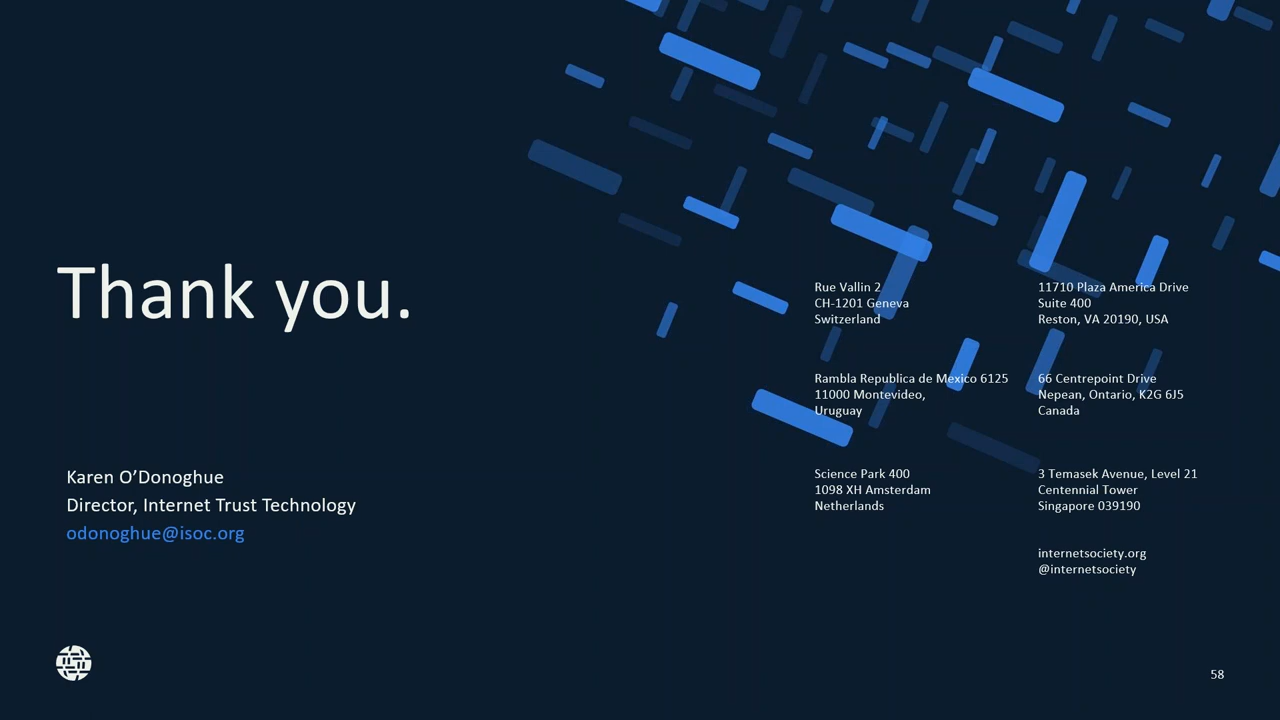 Thank you.
Karen O’Donoghue
Director, Internet Trust Technology
odonoghue@isoc.org
Rue Vallin 2
CH-1201 Geneva
Switzerland
11710 Plaza America Drive
Suite 400
Reston, VA 20190, USA
Rambla Republica de Mexico 6125
11000 Montevideo,
Uruguay
66 Centrepoint Drive
Nepean, Ontario, K2G 6J5
Canada
Science Park 400
1098 XH Amsterdam
Netherlands
3 Temasek Avenue, Level 21
Centennial Tower
Singapore 039190
internetsociety.org
@internetsociety
58